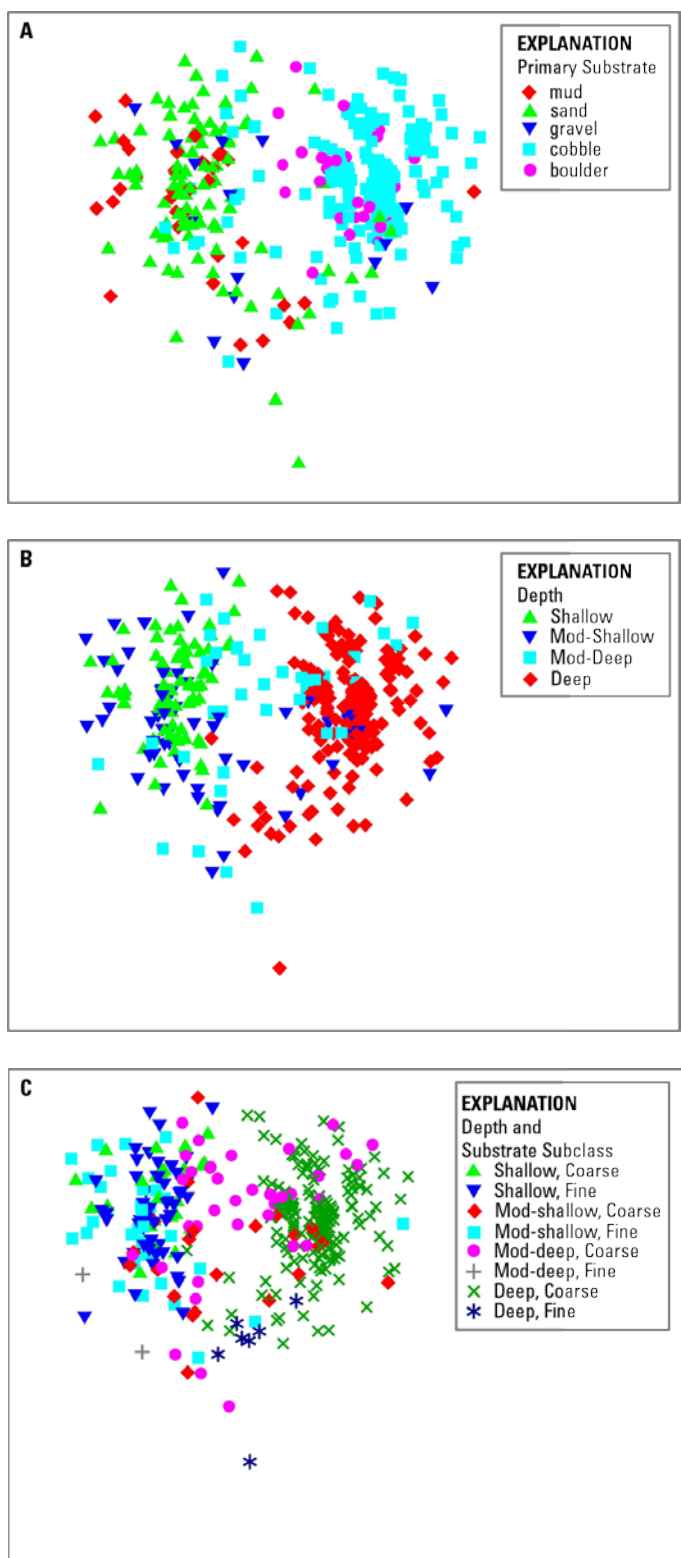 A
EXPLANATION
Primary Substrate
mud
sand
gravel
cobble
boulder
B
EXPLANATION
Depth
Shallow
Mod-Shallow
Mod-Deep
Deep
C
EXPLANATION
Depth and
Substrate Subclass
Shallow, Coarse
Shallow, Fine
Mod-shallow, Coarse
Mod-shallow, Fine
Mod-deep, Coarse
Mod-deep, Fine
Deep, Coarse
Deep, Fine